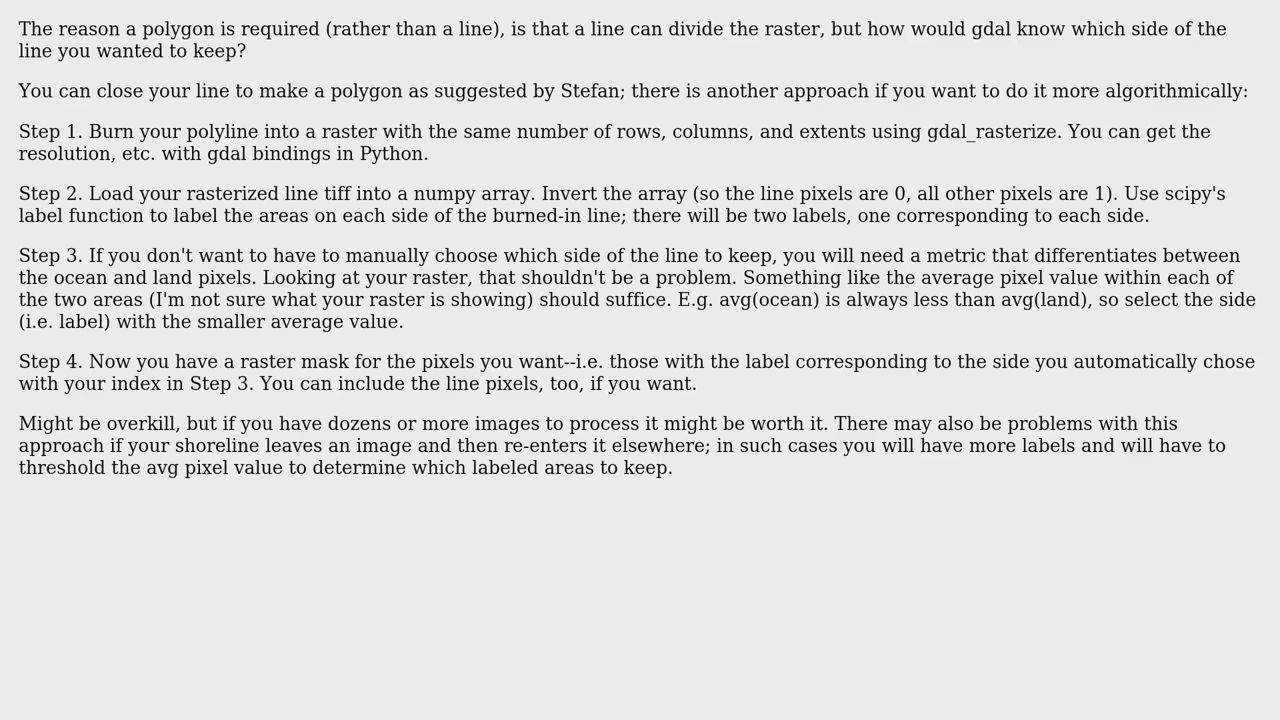 The reason a polygon is required (rather than a line), is that a line can divide the raster, but how would gdal know which side of the
line you wanted to keep?
You can close your line to make a polygon as suggested by Stefan; there is another approach if you want to do it more algorithmically:
Step 1. Burn your polyline into a raster with the same number of rows, columns, and extents using gdal_rasterize. You can get the
resolution, etc. with gdal bindings in Python.
Step 2. Load your rasterized line tiff into a numpy array. Invert the array (so the line pixels are 0, all other pixels are 1). Use scipy's
label function to label the areas on each side of the burned-in line; there will be two labels, one corresponding to each side.
Step 3. If you don't want to have to manually choose which side of the line to keep, you will need a metric that differentiates between
the ocean and land pixels. Looking at your raster, that shouldn't be a problem. Something like the average pixel value within each of
the two areas (I'm not sure what your raster is showing) should suffice. E.g. avg(ocean) is always less than avg(land), so select the side
(i.e. label) with the smaller average value.
Step 4. Now you have a raster mask for the pixels you want--i.e. those with the label corresponding to the side you automatically chose
with your index in Step 3. You can include the line pixels, too, if you want.
Might be overkill, but if you have dozens or more images to process it might be worth it. There may also be problems with this
approach if your shoreline leaves an image and then re-enters it elsewhere; in such cases you will have more labels and will have to
threshold the avg pixel value to determine which labeled areas to keep.